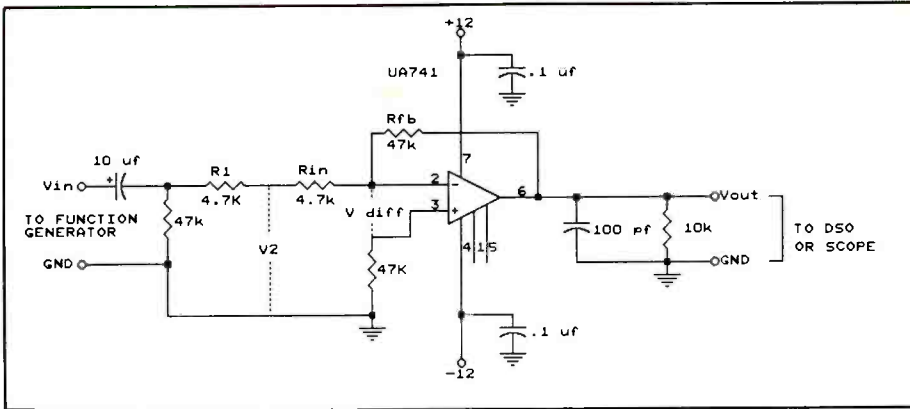 +12
UA741
.1 uf
Rfb
47k
7
10 uf
+
R1
Rin
Vin
4.7K
4.7K
2
-
6
Vout
3
+
V diff
TO FUNCTION
GENERATOR
47k
100 pf
10k
TO DSO
OR SCOPE
4
1
5
V2
GND
47K
GND
.1 uf
-12